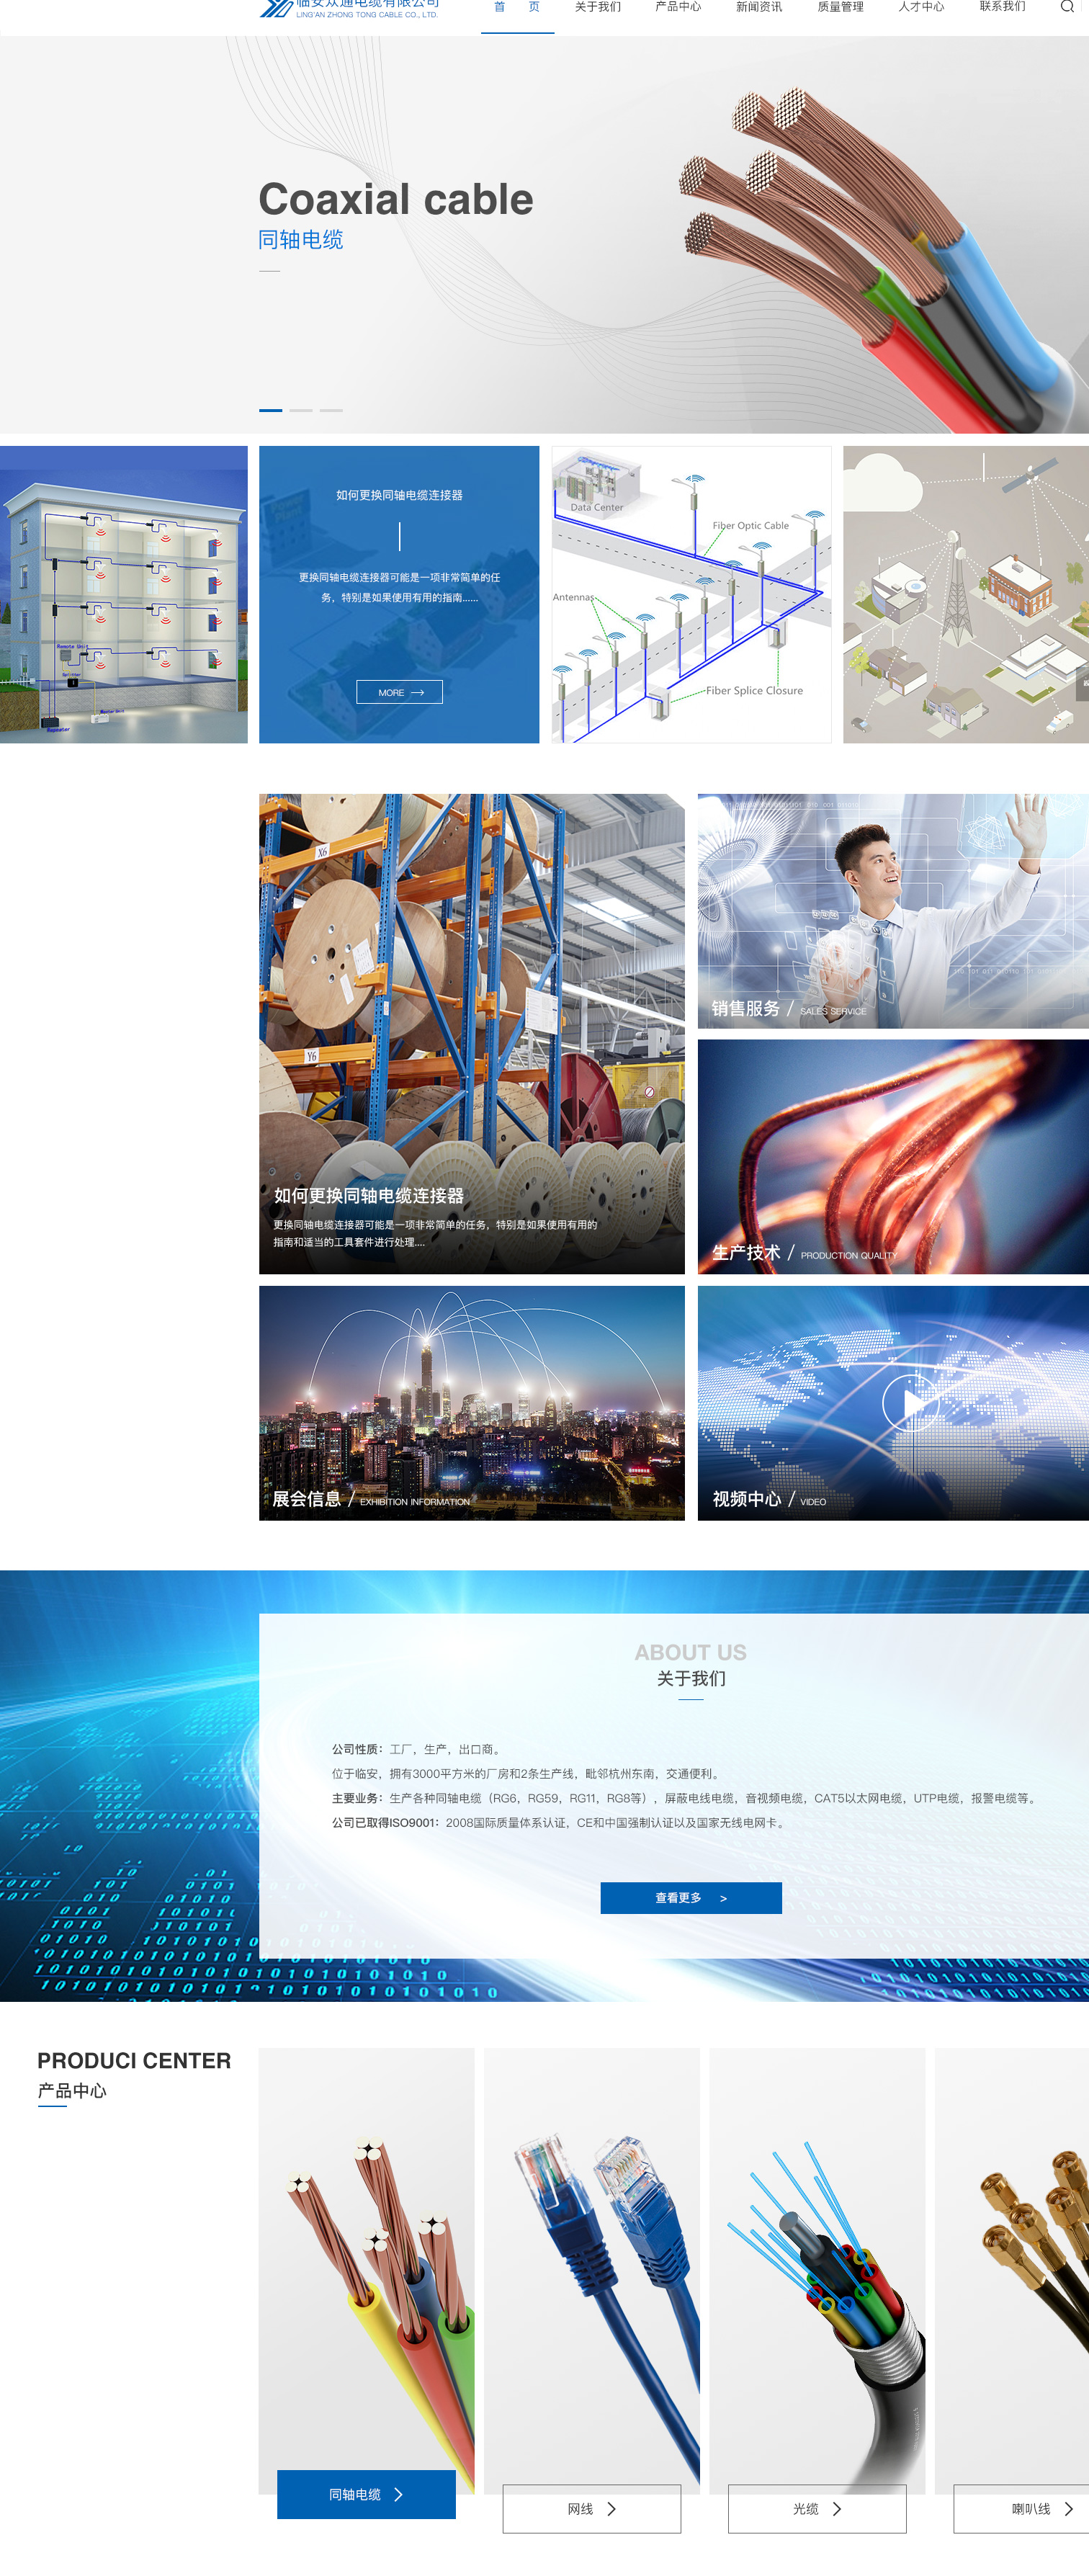 临安众通电缆有限公司
LING'AN ZHONG TONG CABLE CO., LTD.
首 页
关于我们
产品中心
新闻资讯
质量管理
人才中心
联系我们
Coaxial cable
同轴电缆
Remote Unit
Splitter
Master Unit
Repeater
如何更换同轴电缆连接器
更换同轴电缆连接器可能是一项非常简单的任
务，特别是如果使用有用的指南......
MORE
Data Center
Fiber Optic Cable
Antennas
Fiber Splice Closure
X6
Y6
如何更换同轴电缆连接器
更换同轴电缆连接器可能是一项非常简单的任务，特别是如果使用有用的
指南和适当的工具套件进行处理....
销售服务 / SALES SERVICE
生产技术 / PRODUCTION QUALITY
展会信息 / EXHIBITION INFORMATION
视频中心 / VIDEO
ABOUT US
关于我们
公司性质：工厂，生产，出口商。
位于临安，拥有3000平方米的厂房和2条生产线，毗邻杭州东南，交通便利。
主要业务：生产各种同轴电缆（RG6，RG59，RG11，RG8等），屏蔽电线电缆，音视频电缆，CAT5以太网电缆，UTP电缆，报警电缆等。
公司已取得ISO9001：2008国际质量体系认证，CE和中国强制认证以及国家无线电网卡。
查看更多 >
PRODUCI CENTER
产品中心
同轴电缆
网线
光缆
喇叭线